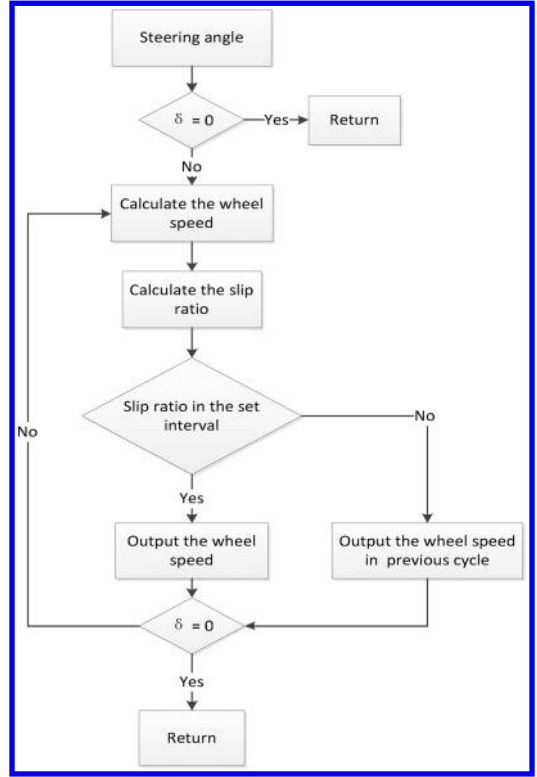 Steering angle
δ = 0
Yes
Return
No
Calculate the wheel
speed
Calculate the slip
ratio
Slip ratio in the set
interval
No
No
Yes
Output the wheel
speed
Output the wheel speed
in previous cycle
δ = 0
Yes
Return